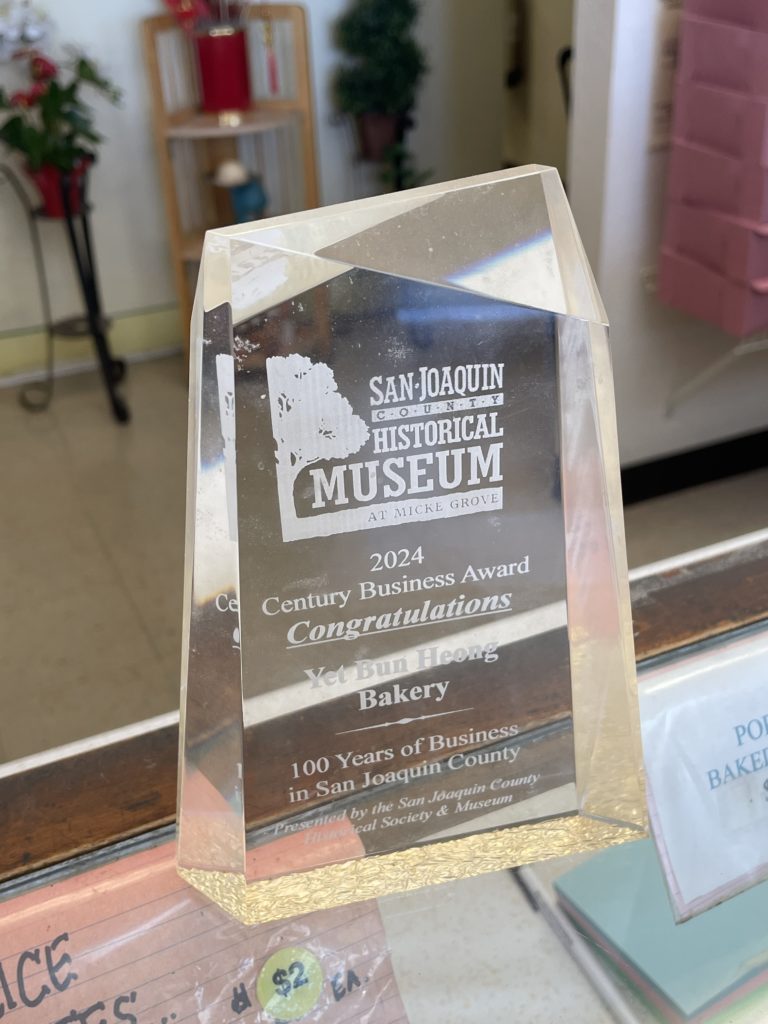 SAN·JOAQUIN
C·O·U·N·T·Y
HISTORICAL
MUSEUM
AT MICKE GROVE
2024
Century Business Award
Congratulations
Yet Bun Heong
Bakery
100 Years of Business
in San Joaquin County
Presented by the San Joaquin County
Historical Society & Museum
$2
EA.